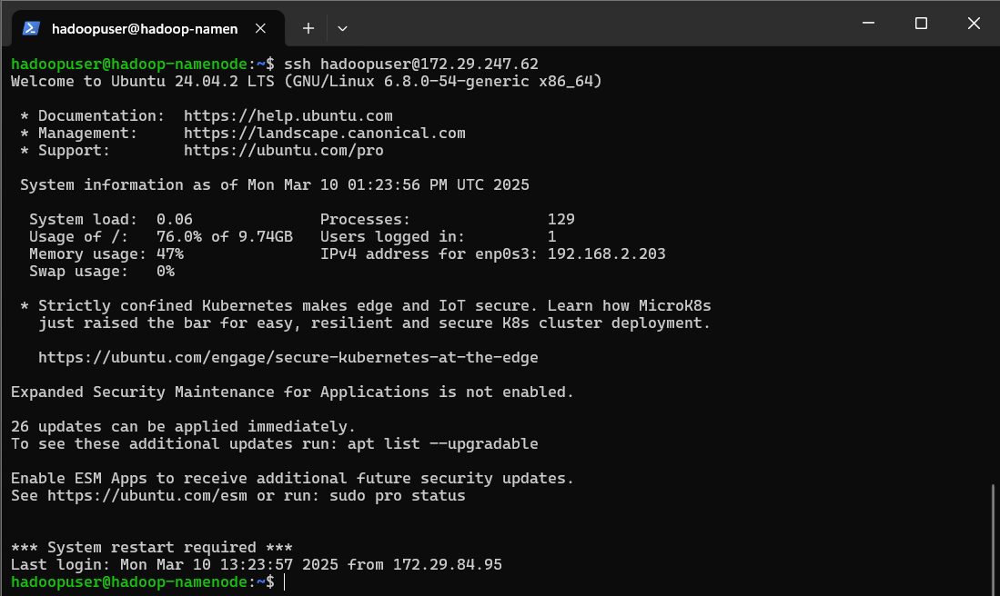 hadoopuser@hadoop-namen
hadoopuser@hadoop-namenode:~$ ssh hadoopuser@172.29.247.62
Welcome to Ubuntu 24.04.2 LTS (GNU/Linux 6.8.0-54-generic x86_64)
* Documentation:  https://help.ubuntu.com
* Management:     https://landscape.canonical.com
* Support:        https://ubuntu.com/pro
System information as of Mon Mar 10 01:23:56 PM UTC 2025
System load:  0.06              Processes:               129
Usage of /:   76.0% of 9.74GB   Users logged in:         1
Memory usage: 47%               IPv4 address for enp0s3: 192.168.2.203
Swap usage:   0%
* Strictly confined Kubernetes makes edge and IoT secure. Learn how MicroK8s
just raised the bar for easy, resilient and secure K8s cluster deployment.
https://ubuntu.com/engage/secure-kubernetes-at-the-edge
Expanded Security Maintenance for Applications is not enabled.
26 updates can be applied immediately.
To see these additional updates run: apt list --upgradable
Enable ESM Apps to receive additional future security updates.
See https://ubuntu.com/esm or run: sudo pro status
*** System restart required ***
Last login: Mon Mar 10 13:23:57 2025 from 172.29.84.95
hadoopuser@hadoop-namenode:~$